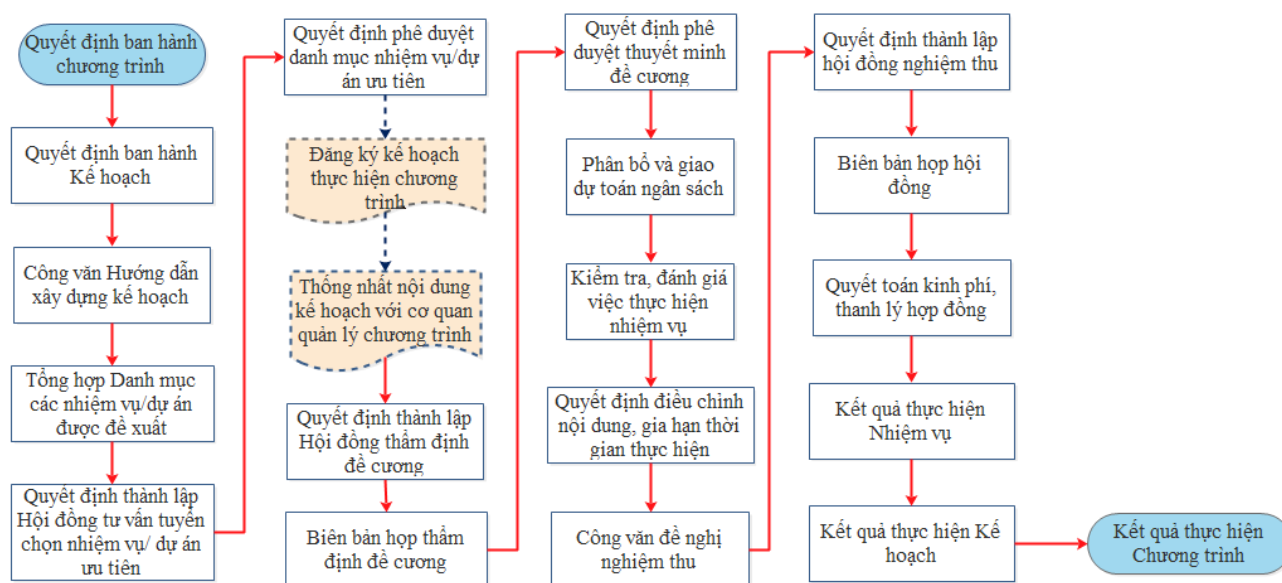 Quyết định ban hành
chương trình
Quyết định ban hành
Kế hoạch
Công văn Hướng dẫn
xây dựng kế hoạch
Tổng hợp Danh mục
các nhiệm vụ/dự án
được đề xuất
Quyết định thành lập
Hội đồng tư vấn tuyển
chọn nhiệm vụ/ dự án
ưu tiên
Quyết định phê duyệt
danh mục nhiệm vụ/dự
án ưu tiên
Đăng ký kế hoạch
thực hiện chương
trình
Thống nhất nội dung
kế hoạch với cơ quan
quản lý chương trình
Quyết định thành lập
Hội đồng thẩm định
đề cương
Biên bản họp thẩm
định đề cương
Quyết định phê
duyệt thuyết minh
đề cương
Phân bổ và giao
dự toán ngân sách
Kiểm tra, đánh giá
việc thực hiện
nhiệm vụ
Quyết định điều chỉnh
nội dung, gia hạn thời
gian thực hiện
Công văn đề nghị
nghiệm thu
Quyết định thành lập
hội đồng nghiệm thu
Biên bản họp hội
đồng
Quyết toán kinh phí,
thanh lý hợp đồng
Kết quả thực hiện
Nhiệm vụ
Kết quả thực hiện Kế
hoạch
Kết quả thực hiện
Chương trình